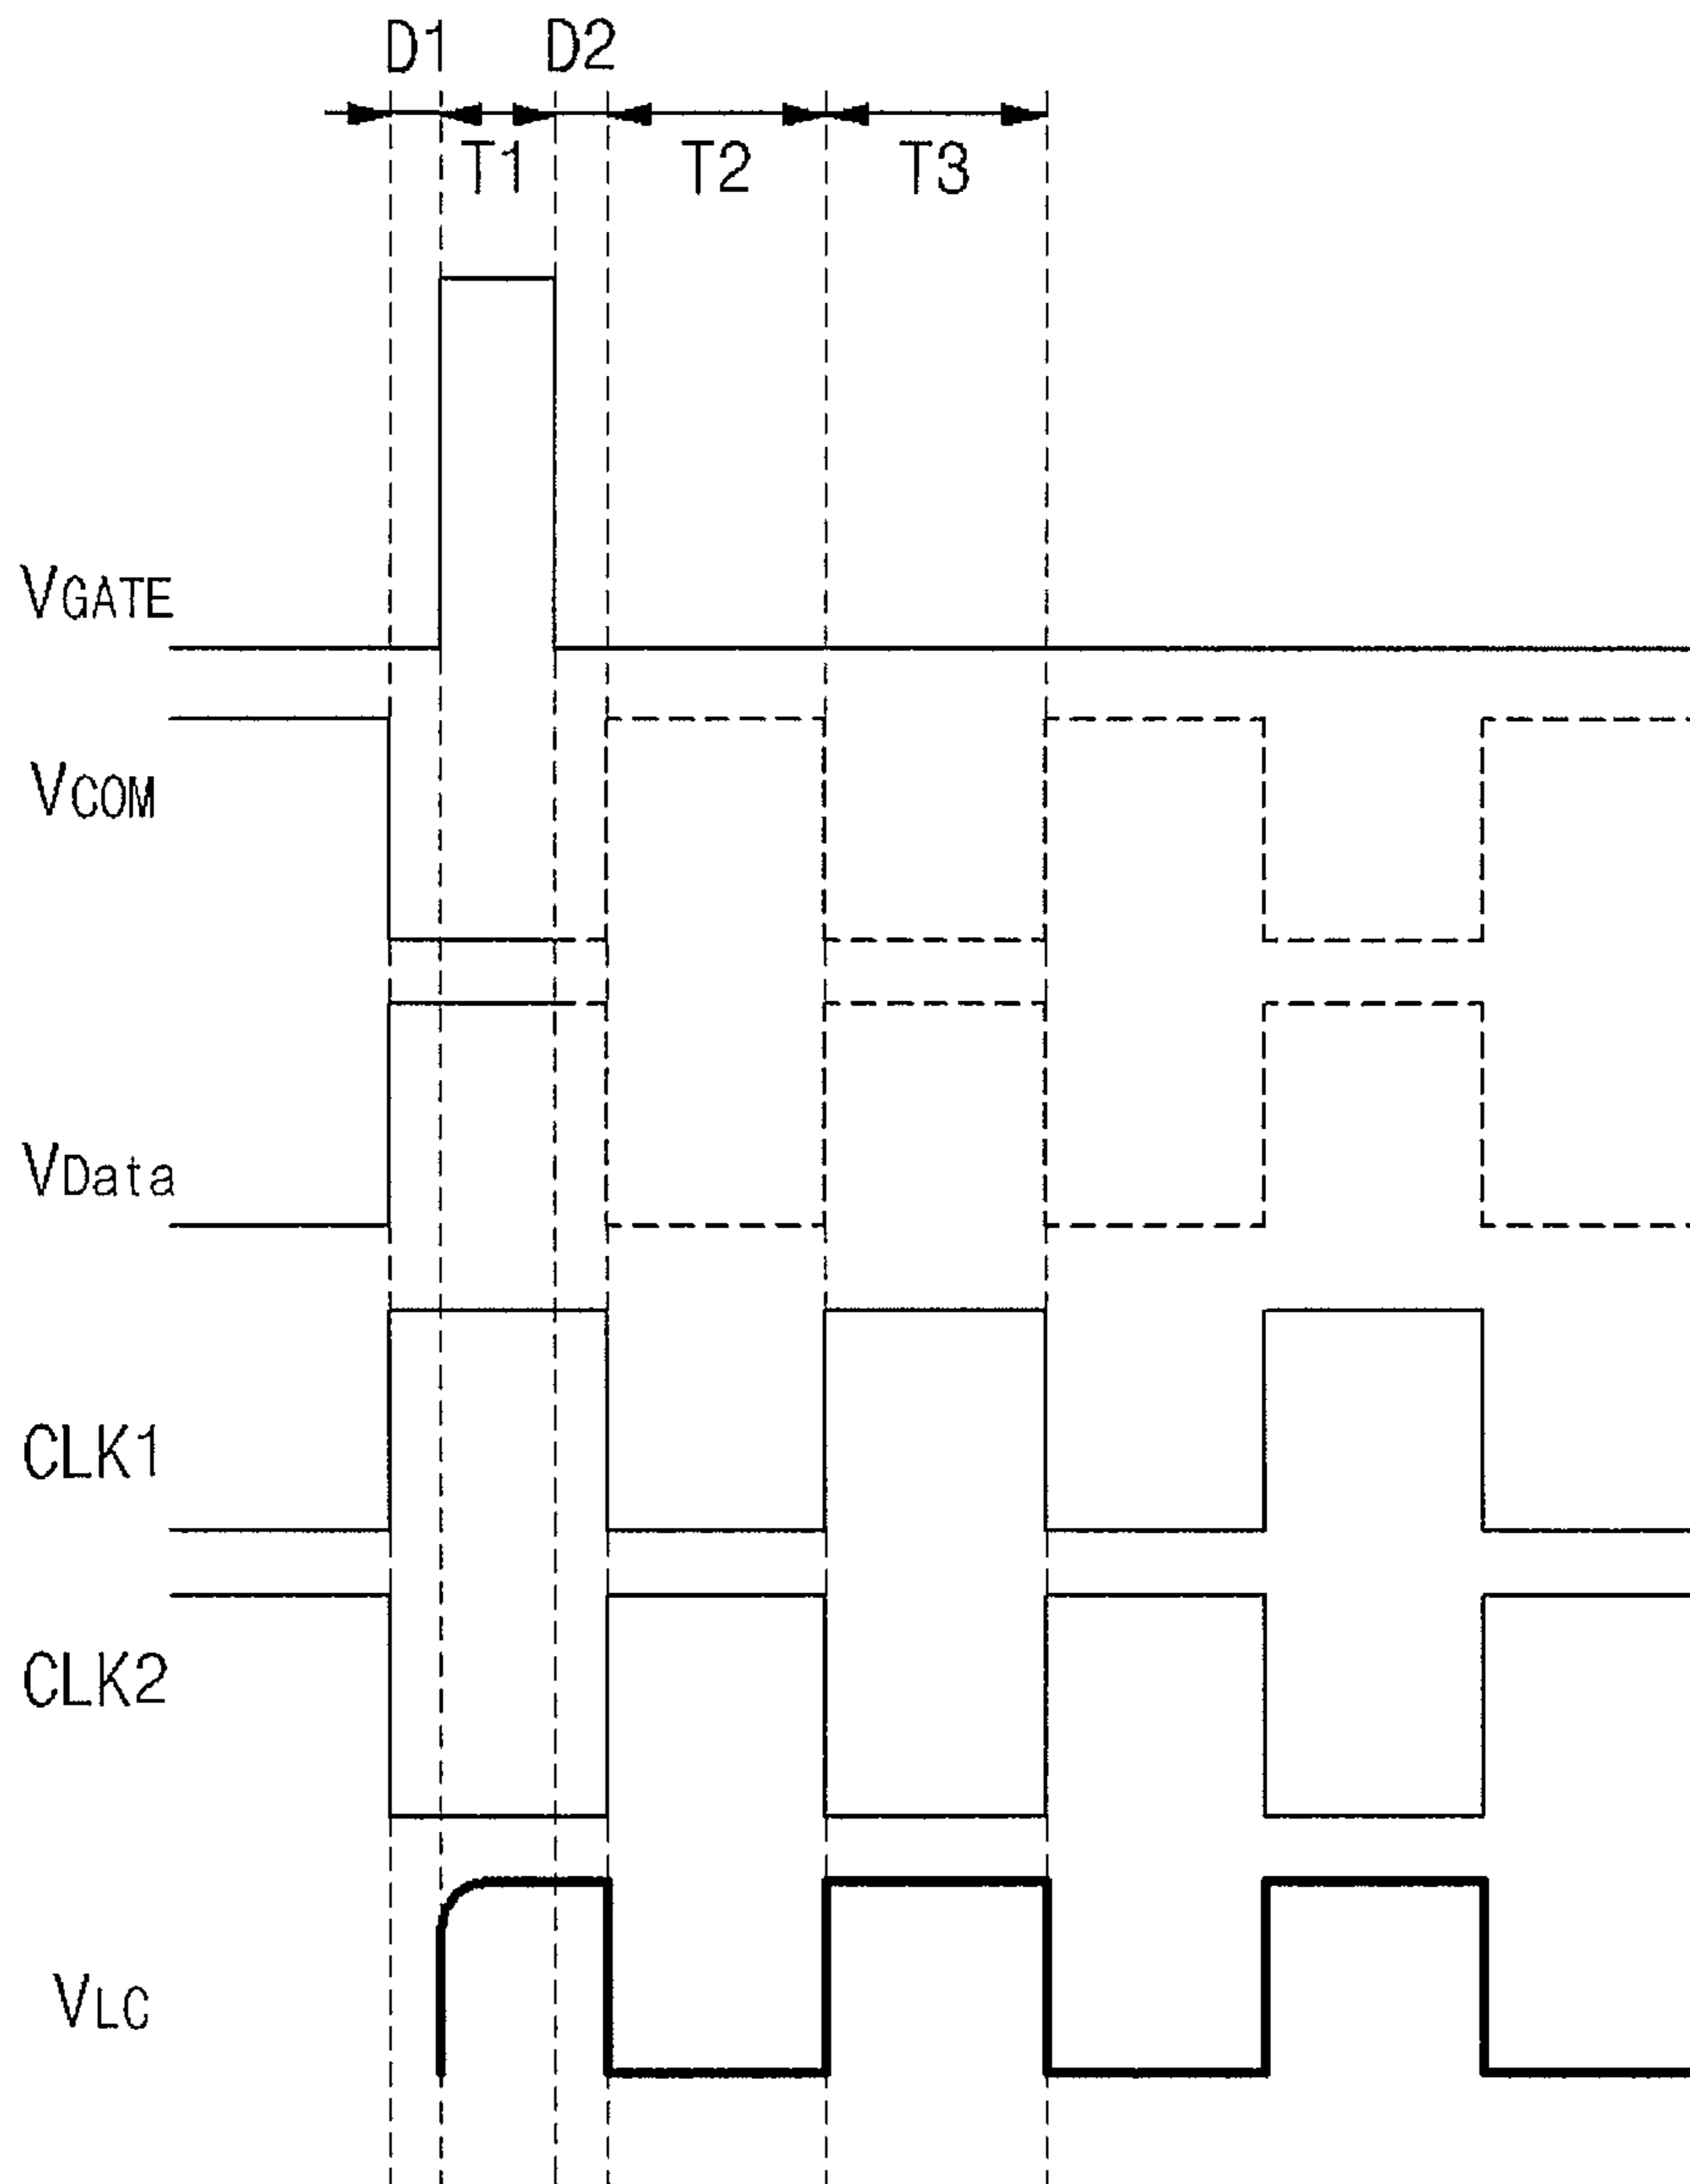 D1 D2
T1 T2 T3
VGATE
VCOM
VData
CLK1
CLK2
VLC